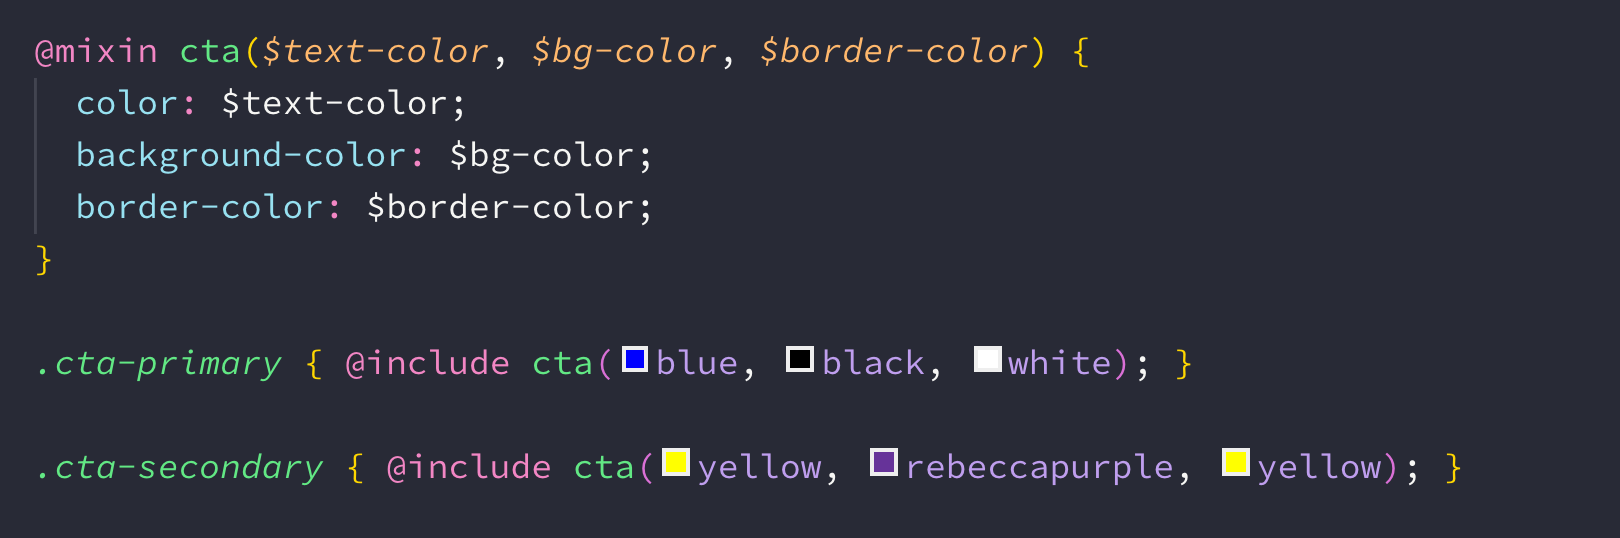 @mixin cta($text-color, $bg-color, $border-color) {
  color: $text-color;
  background-color: $bg-color;
  border-color: $border-color;
}
.cta-primary { @include cta(blue, black, white); }
.cta-secondary { @include cta(yellow, rebeccapurple, yellow); }